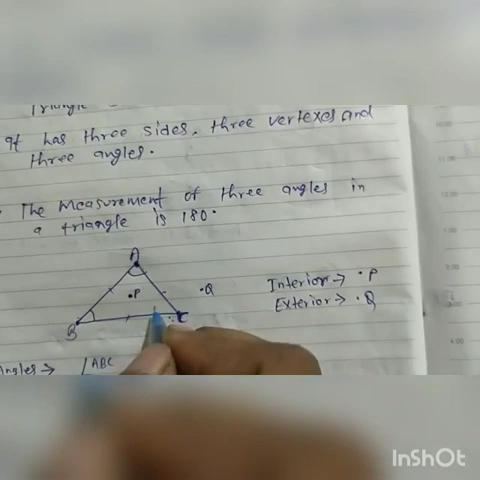 Triangle
It has three sides, three vertexes and
three angles.
The measurement of three angles in
a triangle is 180.
A
.P
.Q
B
C
Interior → .P
Exterior → .Q
Angles → ∠ABC
InShOt